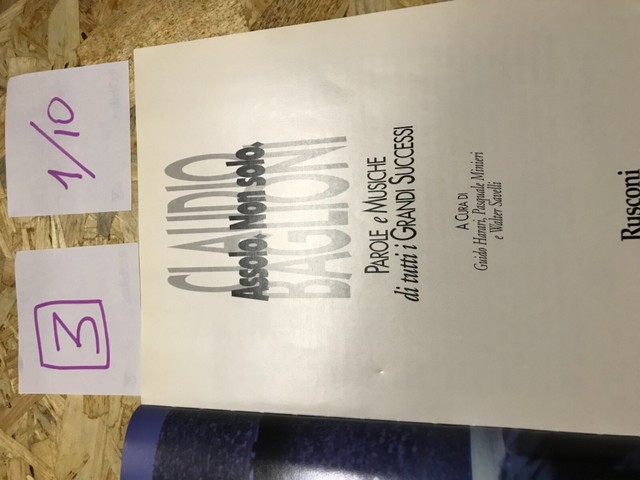 3
1/10
CLAUDIO
Assolo. Non solo.
BAGLIONI
PAROLE e MUSICHE
di tutti i GRANDI SUCCESSI
A CURA DI
Guido Harari, Pasquale Minieri
e Walter Savelli
Rusconi